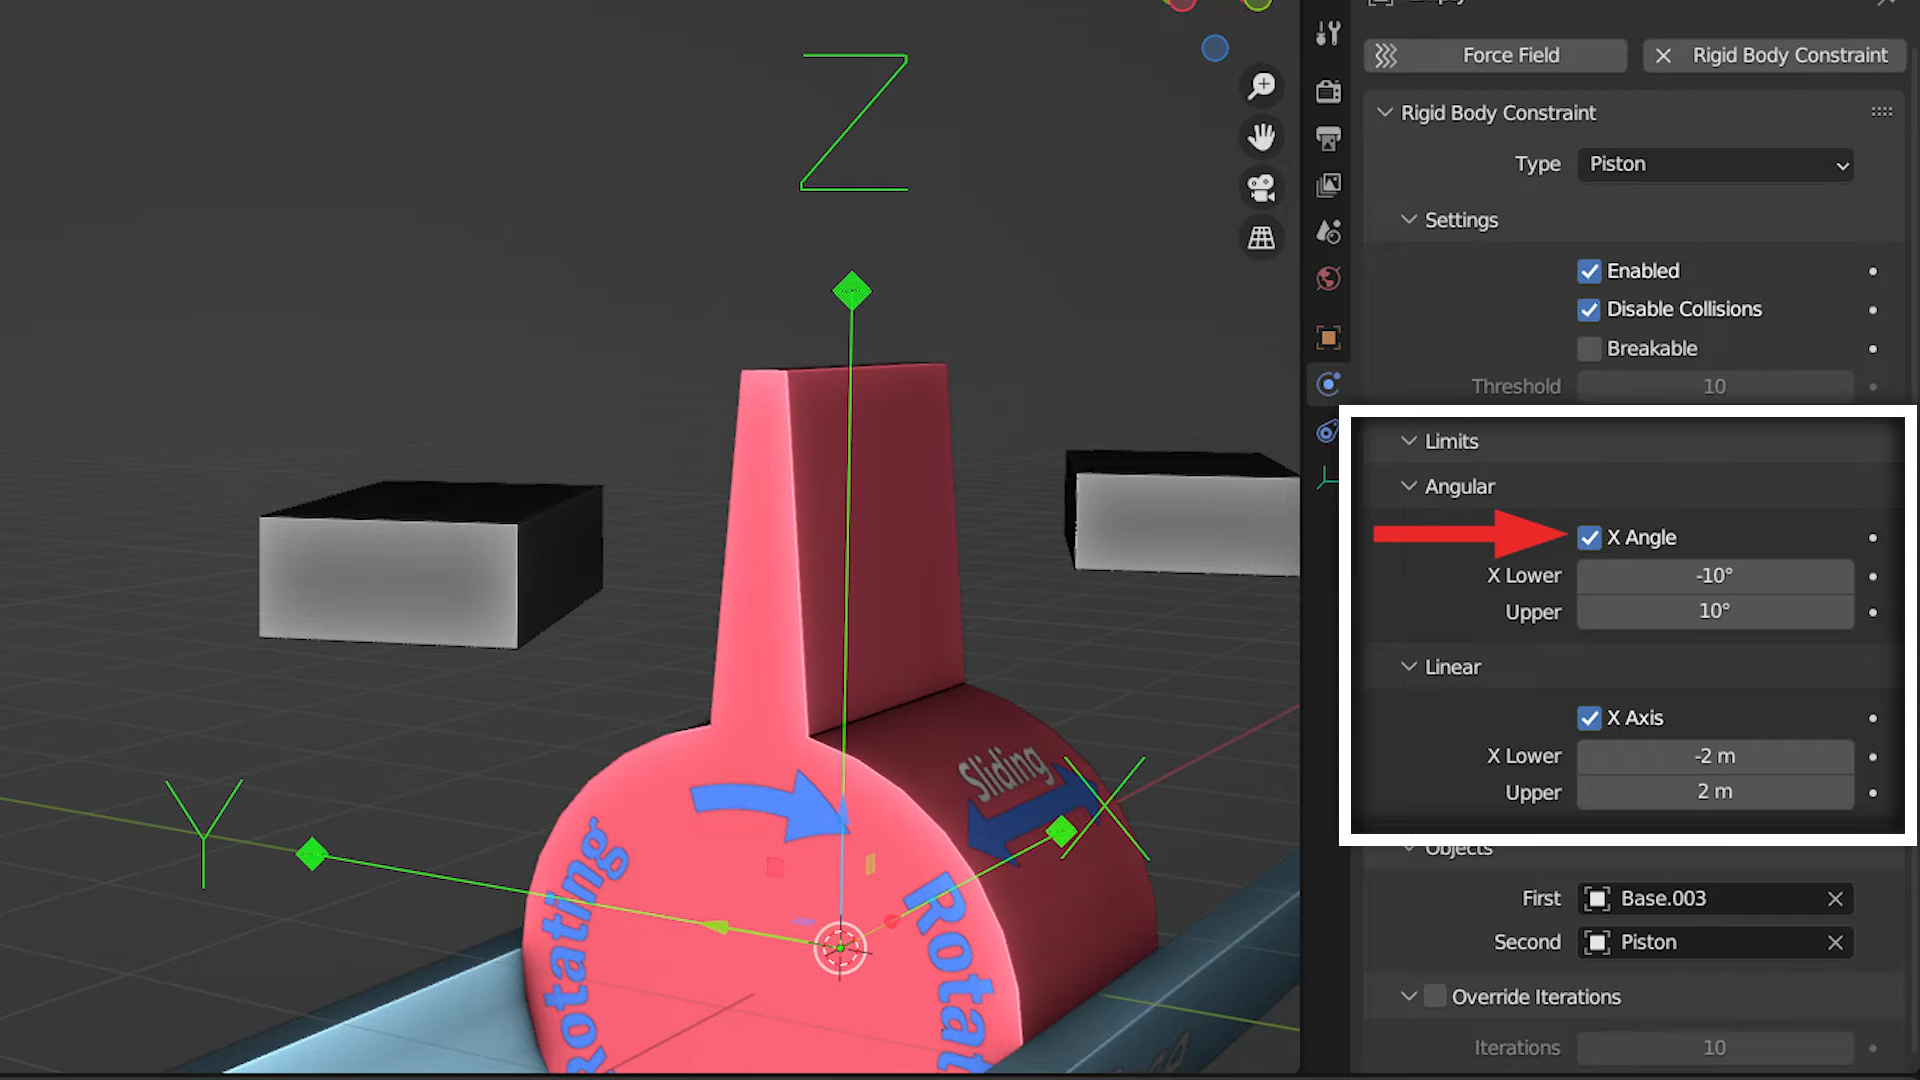 Force Field
Rigid Body Constraint
Rigid Body Constraint
Type Piston
Settings
Enabled
Disable Collisions
Breakable
Threshold 10
Limits
Angular
X Angle
X Lower -10°
Upper 10°
Linear
X Axis
X Lower -2 m
Upper 2 m
Objects
First Base.003
Second Piston
Override Iterations
Iterations 10
Z
Y
X
Sliding
Rotating
Rotat